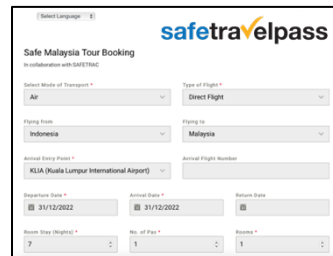 Select Language
safetravelpass
Safe Malaysia Tour Booking
In collaboration with SAFETRAC
Select Mode of Transport * Type of Flight *
Air Direct Flight
Flying from Flying to
Indonesia Malaysia
Arrival Entry Point * Arrival Flight Number
KLIA (Kuala Lumpur International Airport)
Departure Date * Arrival Date * Return Date
31/12/2022 31/12/2022
Room Stay (Nights) * No. of Pax * Rooms *
7 1 1